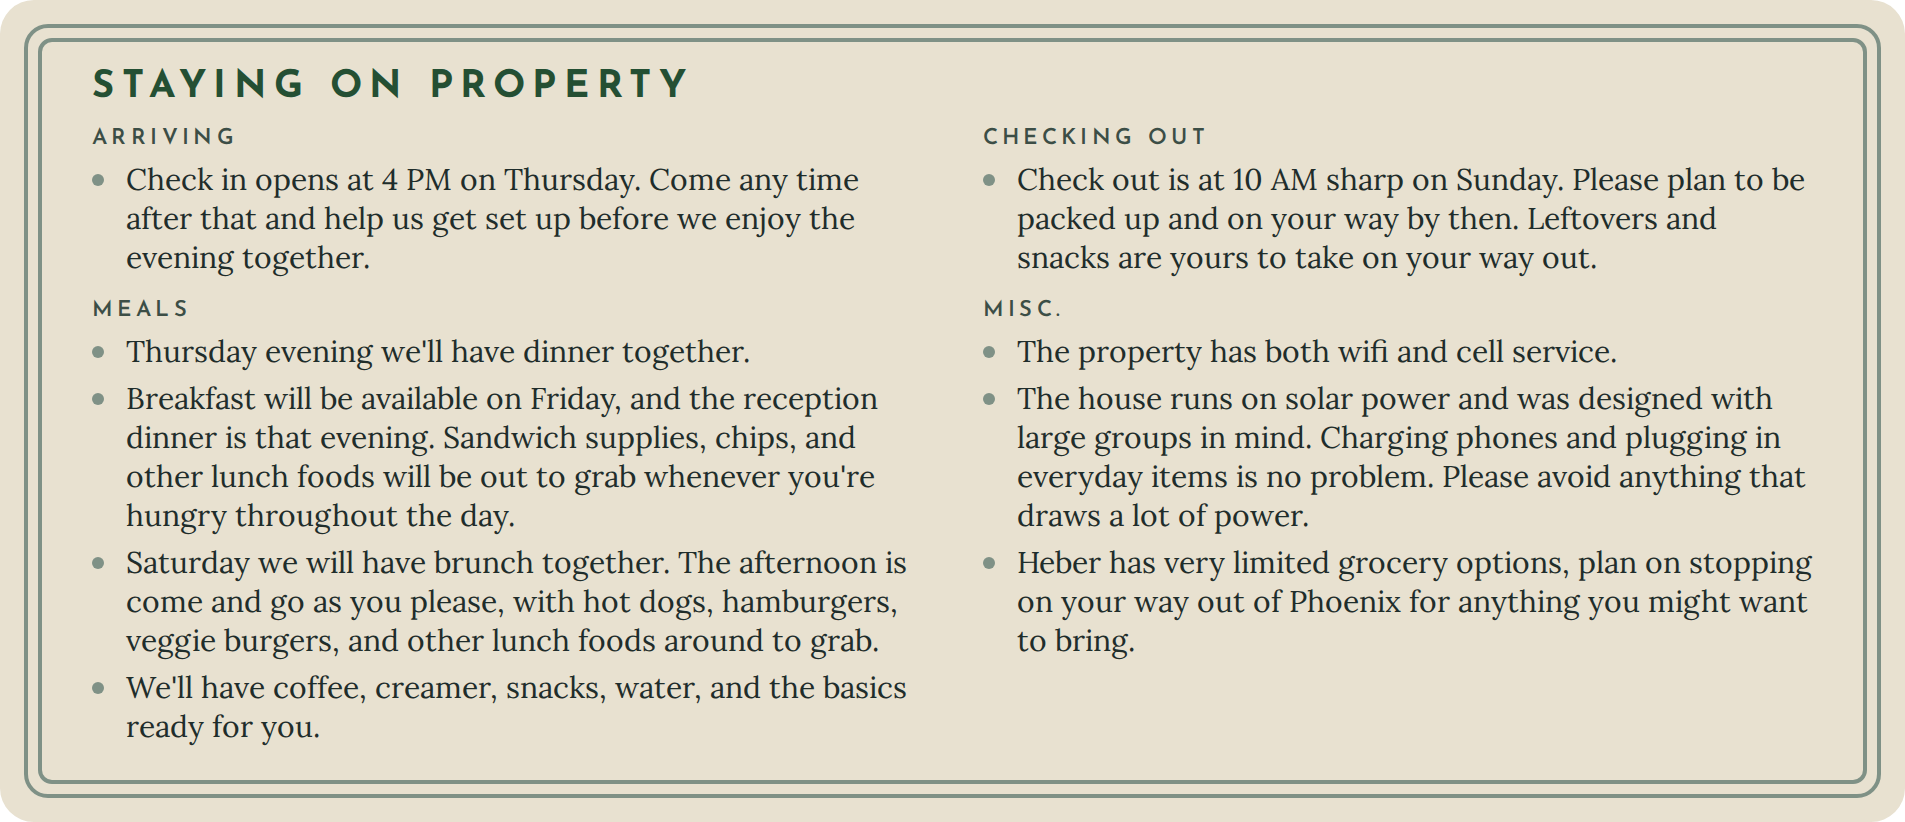 STAYING ON PROPERTY
ARRIVING
Check in opens at 4 PM on Thursday. Come any time
after that and help us get set up before we enjoy the
evening together.
MEALS
Thursday evening we'll have dinner together.
Breakfast will be available on Friday, and the reception
dinner is that evening. Sandwich supplies, chips, and
other lunch foods will be out to grab whenever you're
hungry throughout the day.
Saturday we will have brunch together. The afternoon is
come and go as you please, with hot dogs, hamburgers,
veggie burgers, and other lunch foods around to grab.
We'll have coffee, creamer, snacks, water, and the basics
ready for you.
CHECKING OUT
Check out is at 10 AM sharp on Sunday. Please plan to be
packed up and on your way by then. Leftovers and
snacks are yours to take on your way out.
MISC.
The property has both wifi and cell service.
The house runs on solar power and was designed with
large groups in mind. Charging phones and plugging in
everyday items is no problem. Please avoid anything that
draws a lot of power.
Heber has very limited grocery options, plan on stopping
on your way out of Phoenix for anything you might want
to bring.